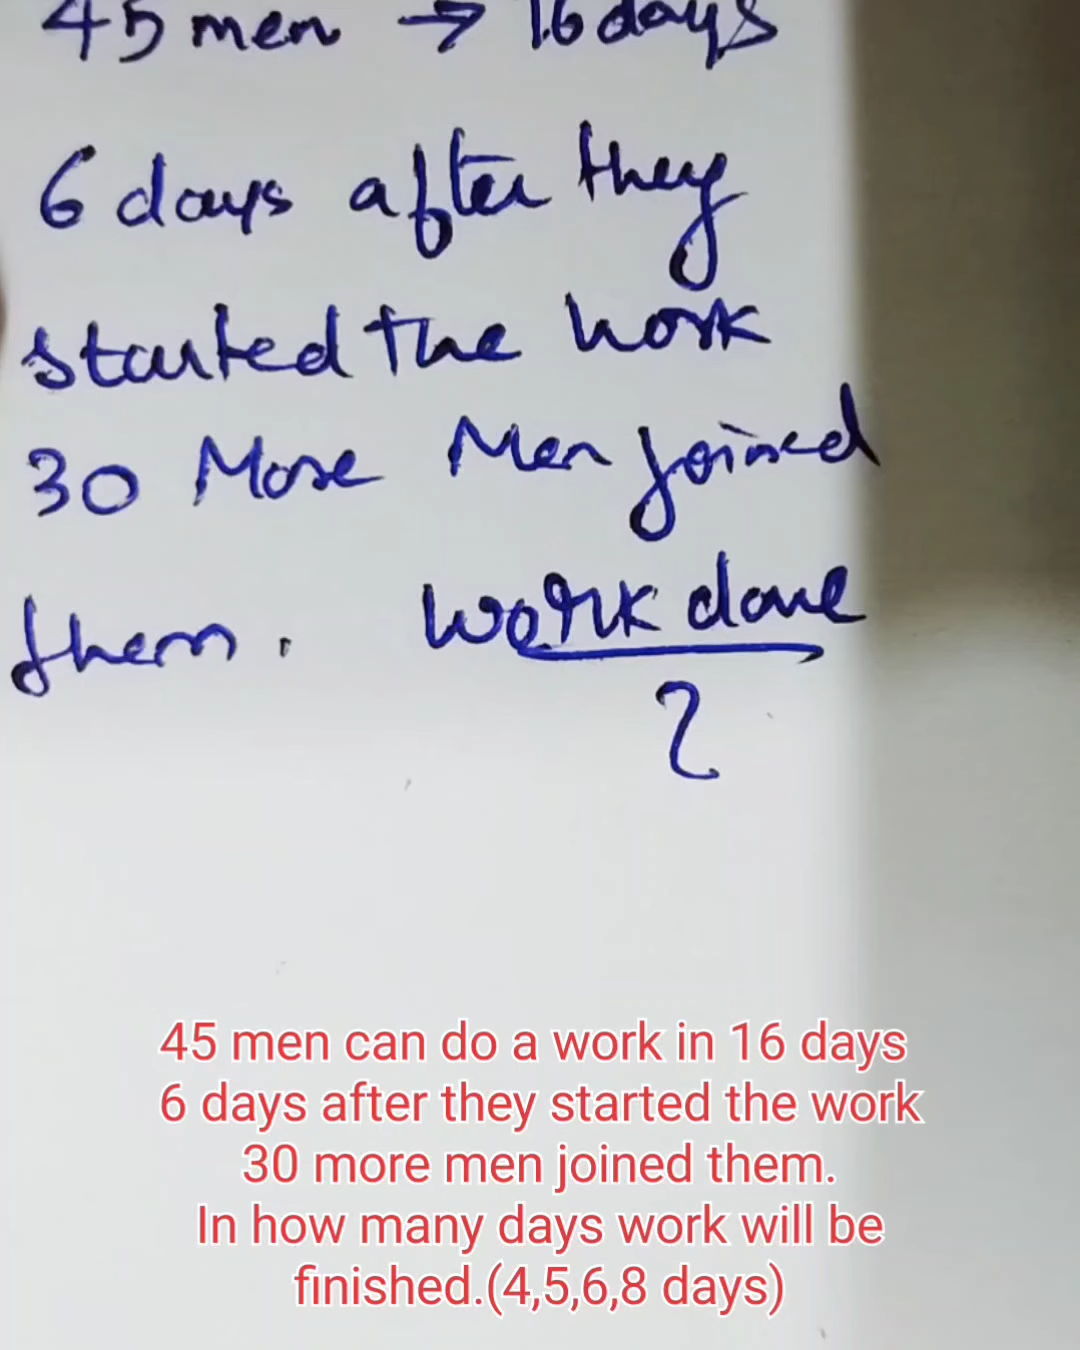 45 men → 16 days
6 days after they
started the work
30 More Men joined
them. work done
?
45 men can do a work in 16 days
6 days after they started the work
30 more men joined them.
In how many days work will be
finished.(4,5,6,8 days)